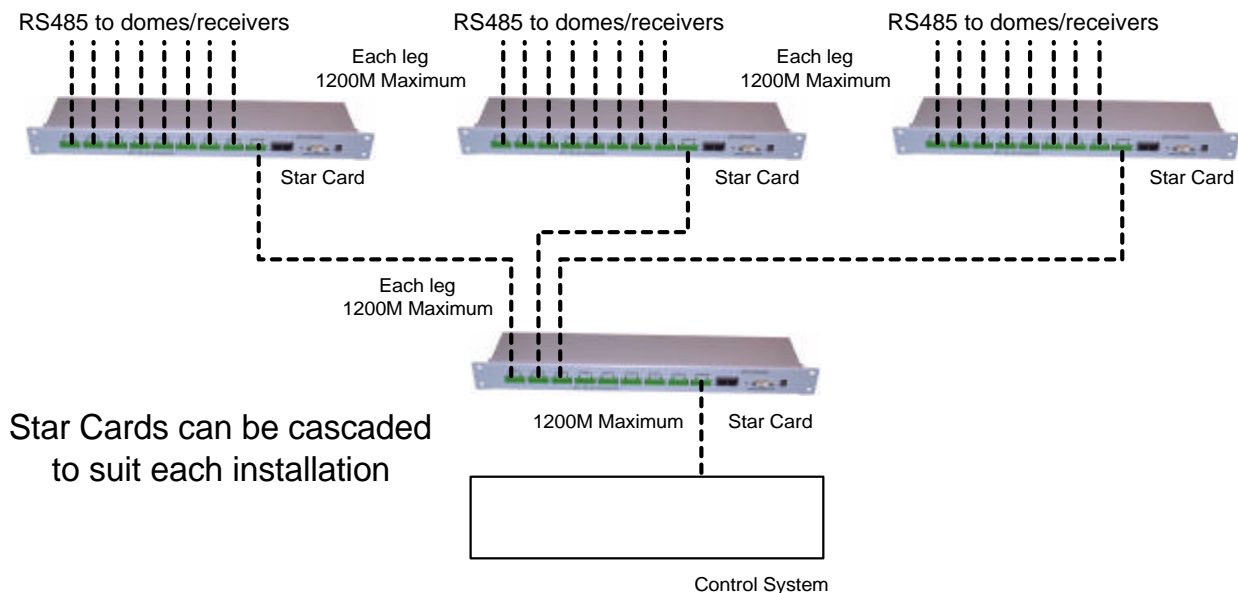 RS485 to domes/receivers
RS485 to domes/receivers
RS485 to domes/receivers
Each leg
1200M Maximum
Each leg
1200M Maximum
Star Card
Star Card
Star Card
Each leg
1200M Maximum
1200M Maximum
Star Card
Star Cards can be cascaded
to suit each installation
Control System